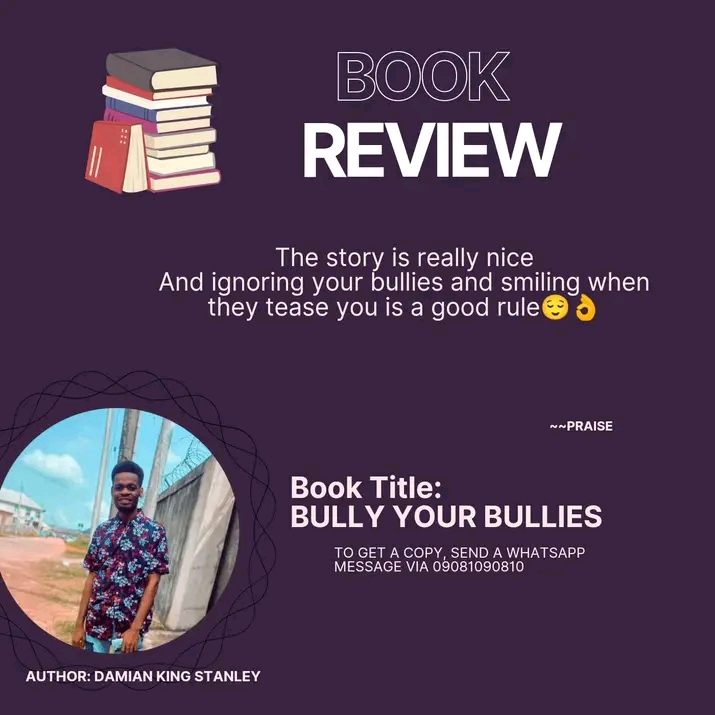 BOOK
REVIEW
The story is really nice
And ignoring your bullies and smiling when
they tease you is a good rule😌👌
~~PRAISE
Book Title:
BULLY YOUR BULLIES
TO GET A COPY, SEND A WHATSAPP
MESSAGE VIA 09081090810
AUTHOR: DAMIAN KING STANLEY